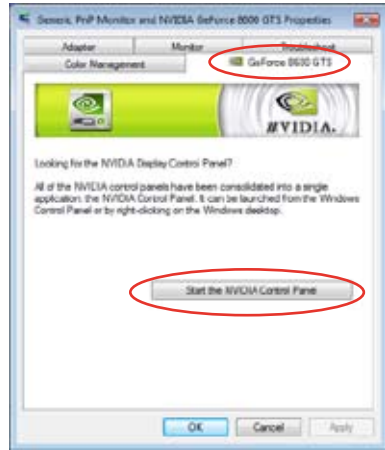 Generic PnP Monitor and NVIDIA GeForce 8600 GTS Properties
Adapter Monitor Troubleshoot
Color Management GeForce 8600 GTS
NVIDIA.
Looking for the NVIDIA Display Control Panel?
All of the NVIDIA control panels have been consolidated into a single
application: the NVIDIA Control Panel. It can be launched from the Windows
Control Panel or by right-clicking on the Windows desktop.
Start the NVIDIA Control Panel
OK Cancel Apply